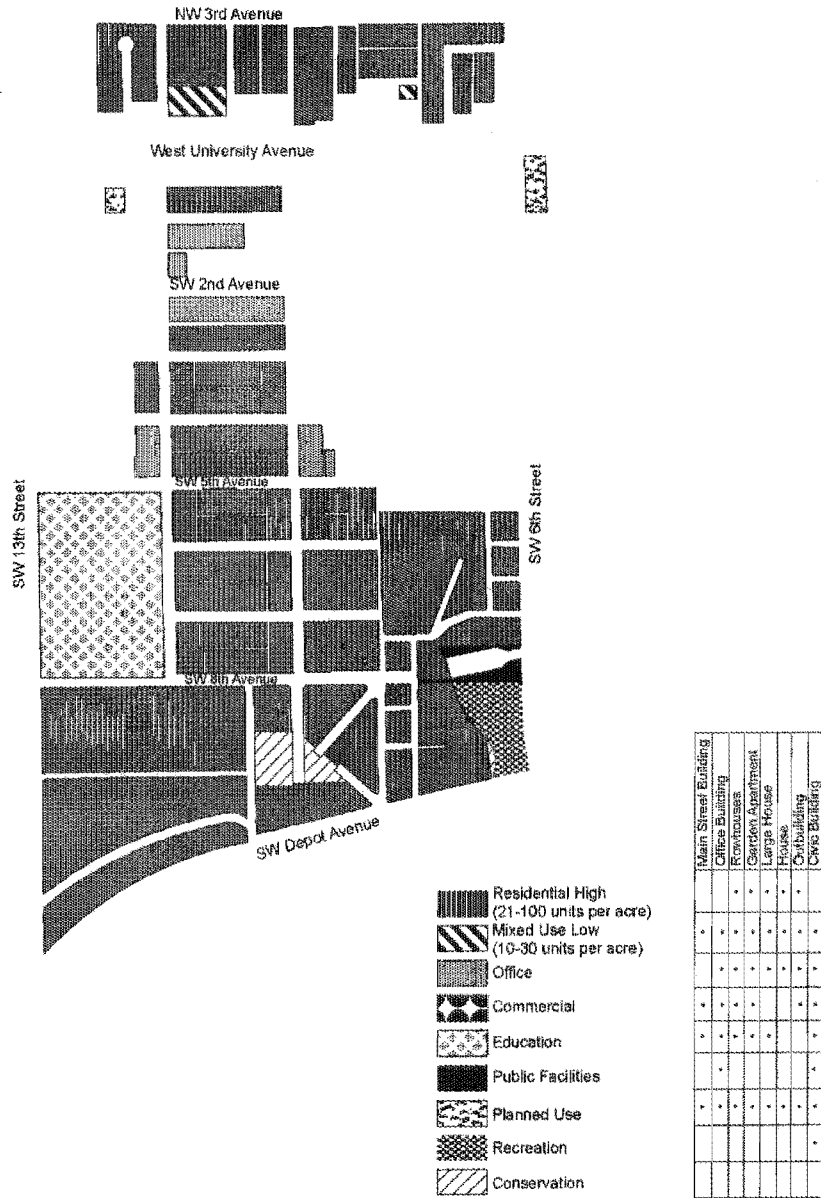 NW 3rd Avenue
West University Avenue
SW 2nd Avenue
SW 5th Avenue
SW 13th Street
SW 6th Street
SW 8th Avenue
SW Depot Avenue
Residential High
(21-100 units per acre)
Mixed Use Low
(10-30 units per acre)
Office
Commercial
Education
Public Facilities
Planned Use
Recreation
Conservation
Main Street Building
Office Building
Rowhouses
Garden Apartment
Large House
House
Outbuilding
Civic Building